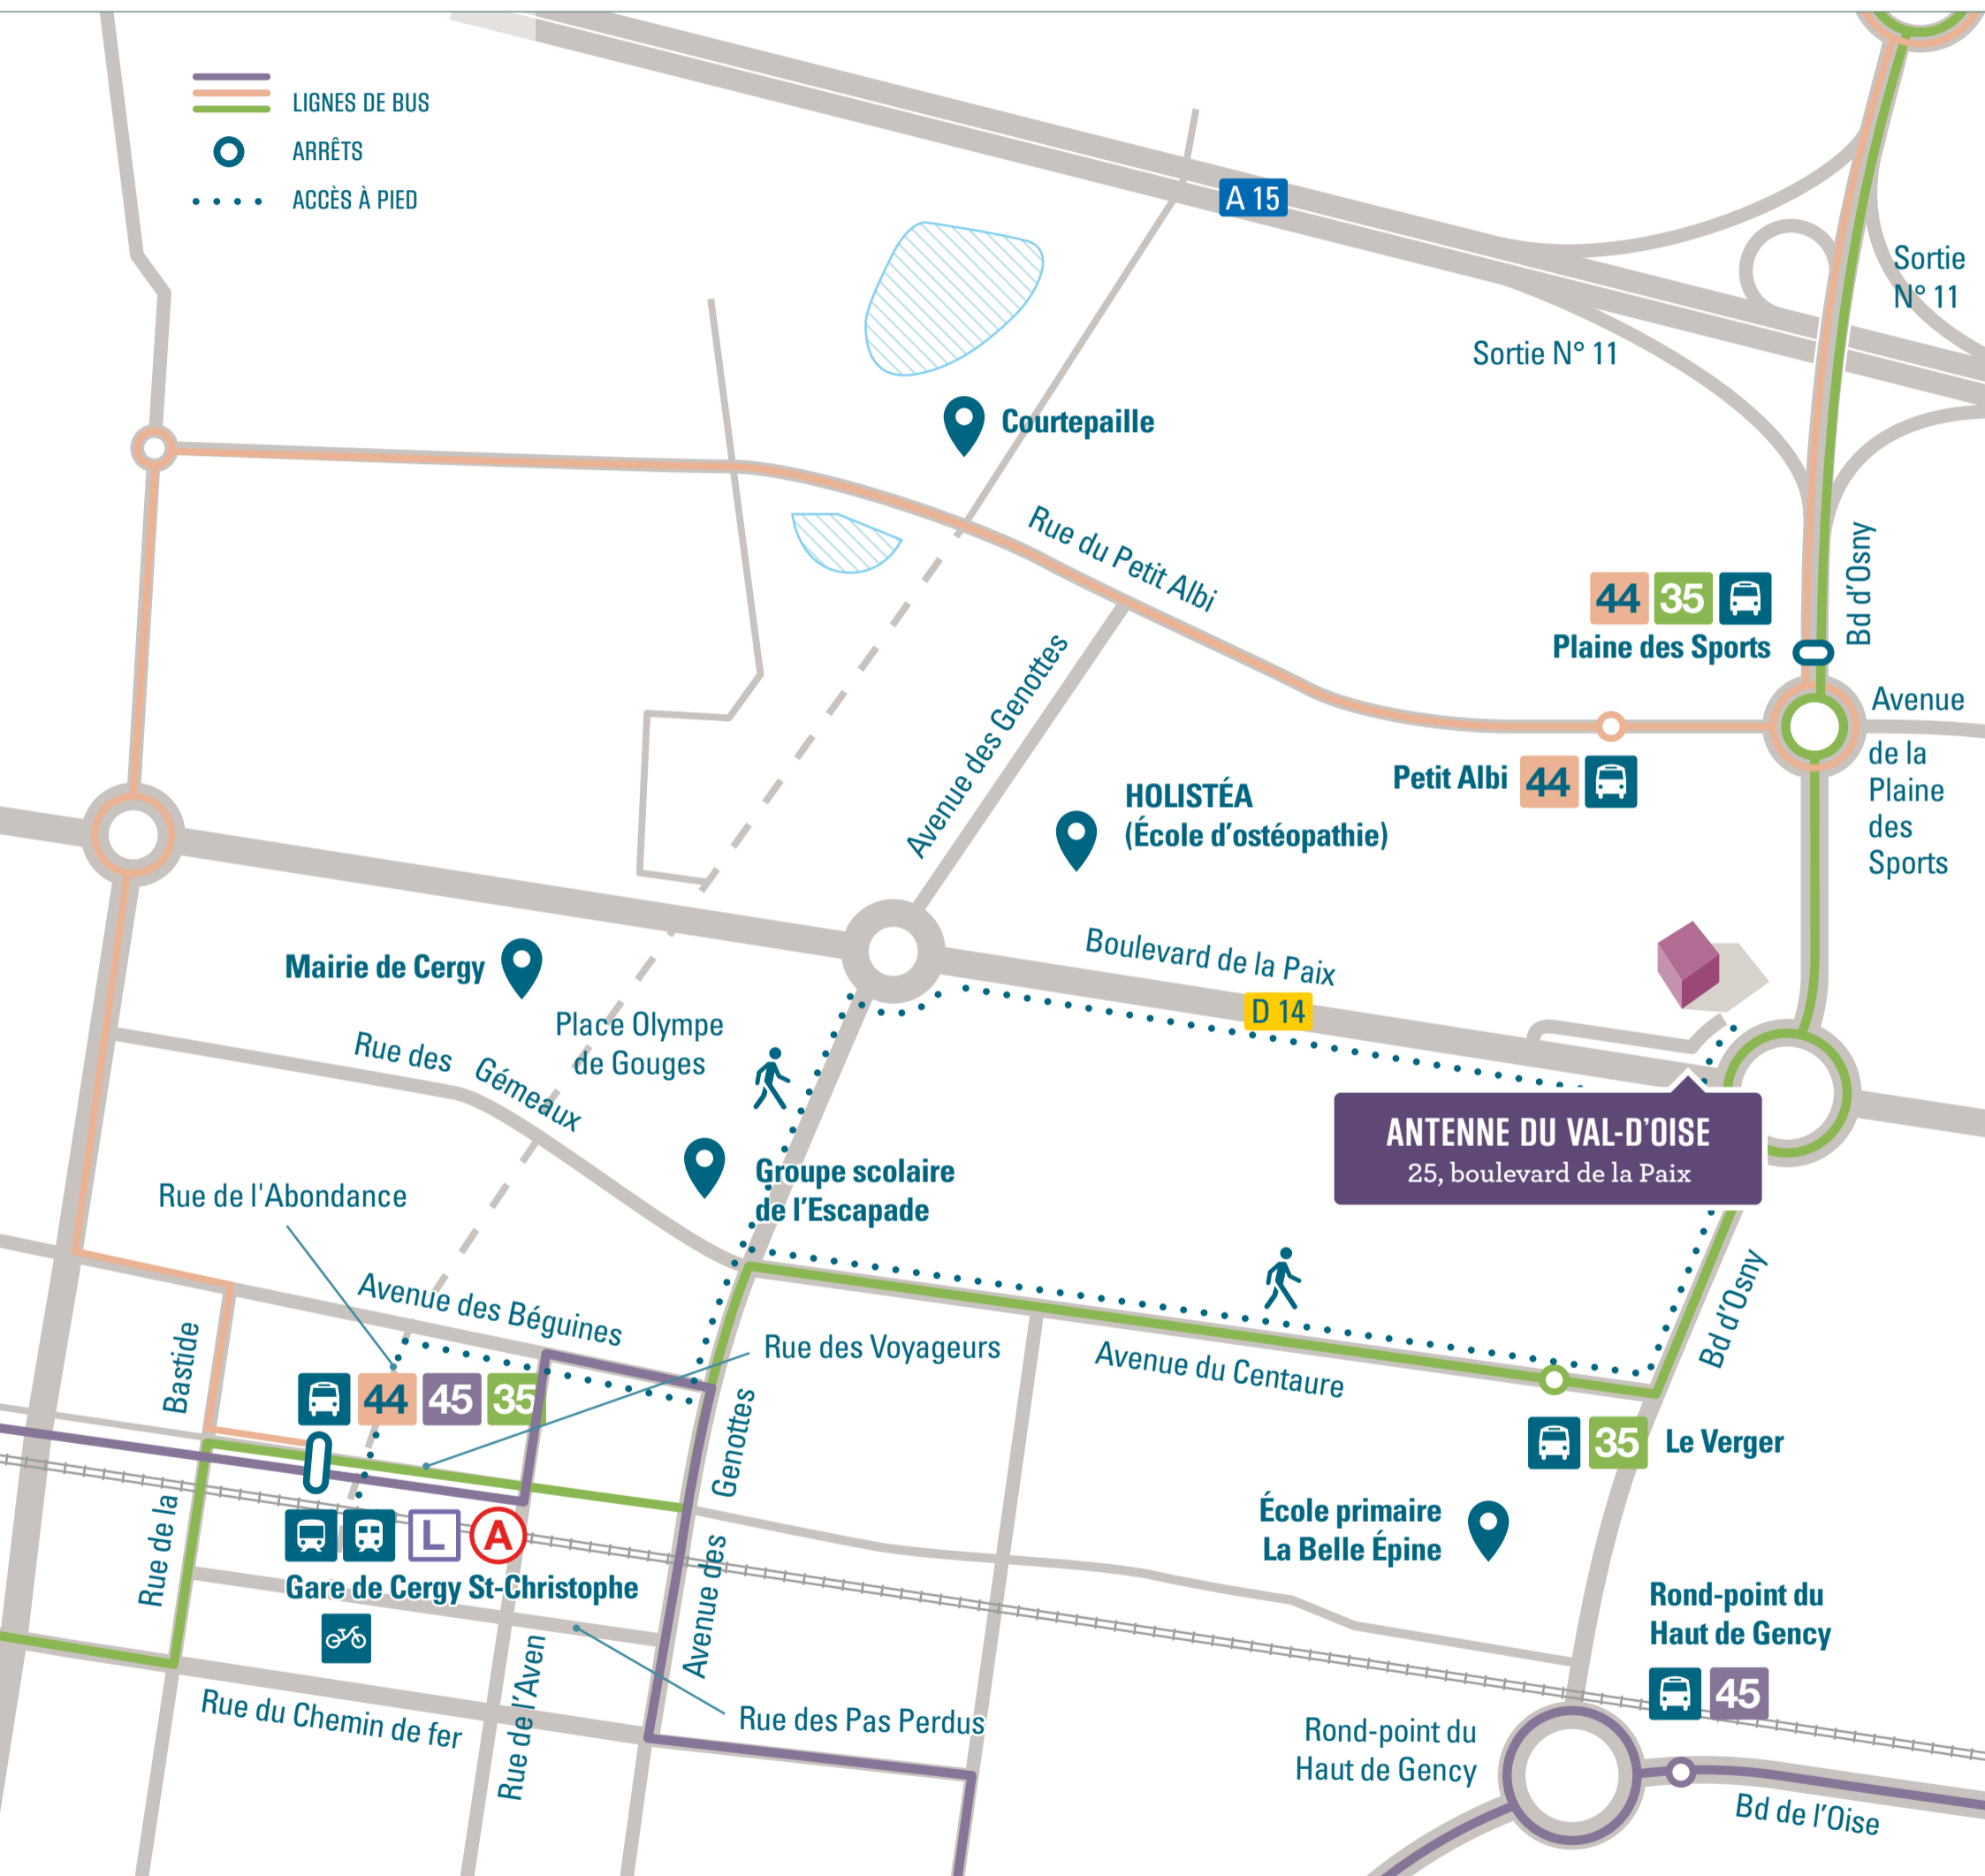 LIGNES DE BUS
ARRÊTS
ACCÈS À PIED
A 15
Sortie
N° 11
Sortie N° 11
Courtepaille
Rue du Petit Albi
Bd d'Osny
44 35
Plaine des Sports
Avenue
de la
Plaine
des
Sports
Petit Albi 44
Avenue des Genottes
HOLISTÉA
(École d'ostéopathie)
Boulevard de la Paix
D 14
Mairie de Cergy
Place Olympe
de Gouges
Rue des Gémeaux
ANTENNE DU VAL-D'OISE
25, boulevard de la Paix
Groupe scolaire
de l'Escapade
Rue de l'Abondance
Avenue des Béguines
Rue des Voyageurs
Avenue du Centaure
Bd d'Osny
Rue de la Bastide
44 45 35
Avenue des Genottes
35 Le Verger
École primaire
La Belle Épine
L A
Gare de Cergy St-Christophe
Rond-point du
Haut de Gency
45
Rue du Chemin de fer
Rue de l'Aven
Rue des Pas Perdus
Rond-point du
Haut de Gency
Bd de l'Oise